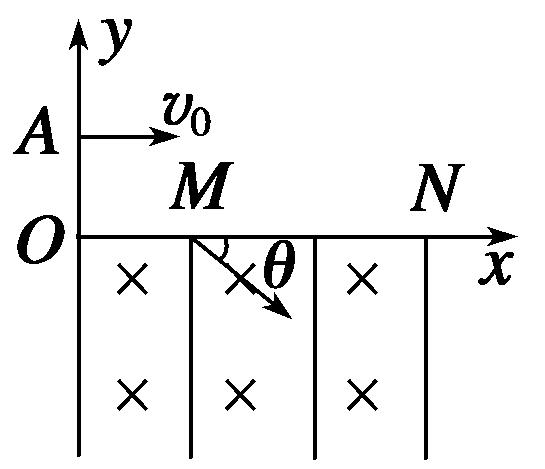 y
A v₀
M N
O θ x
× × ×
× × ×